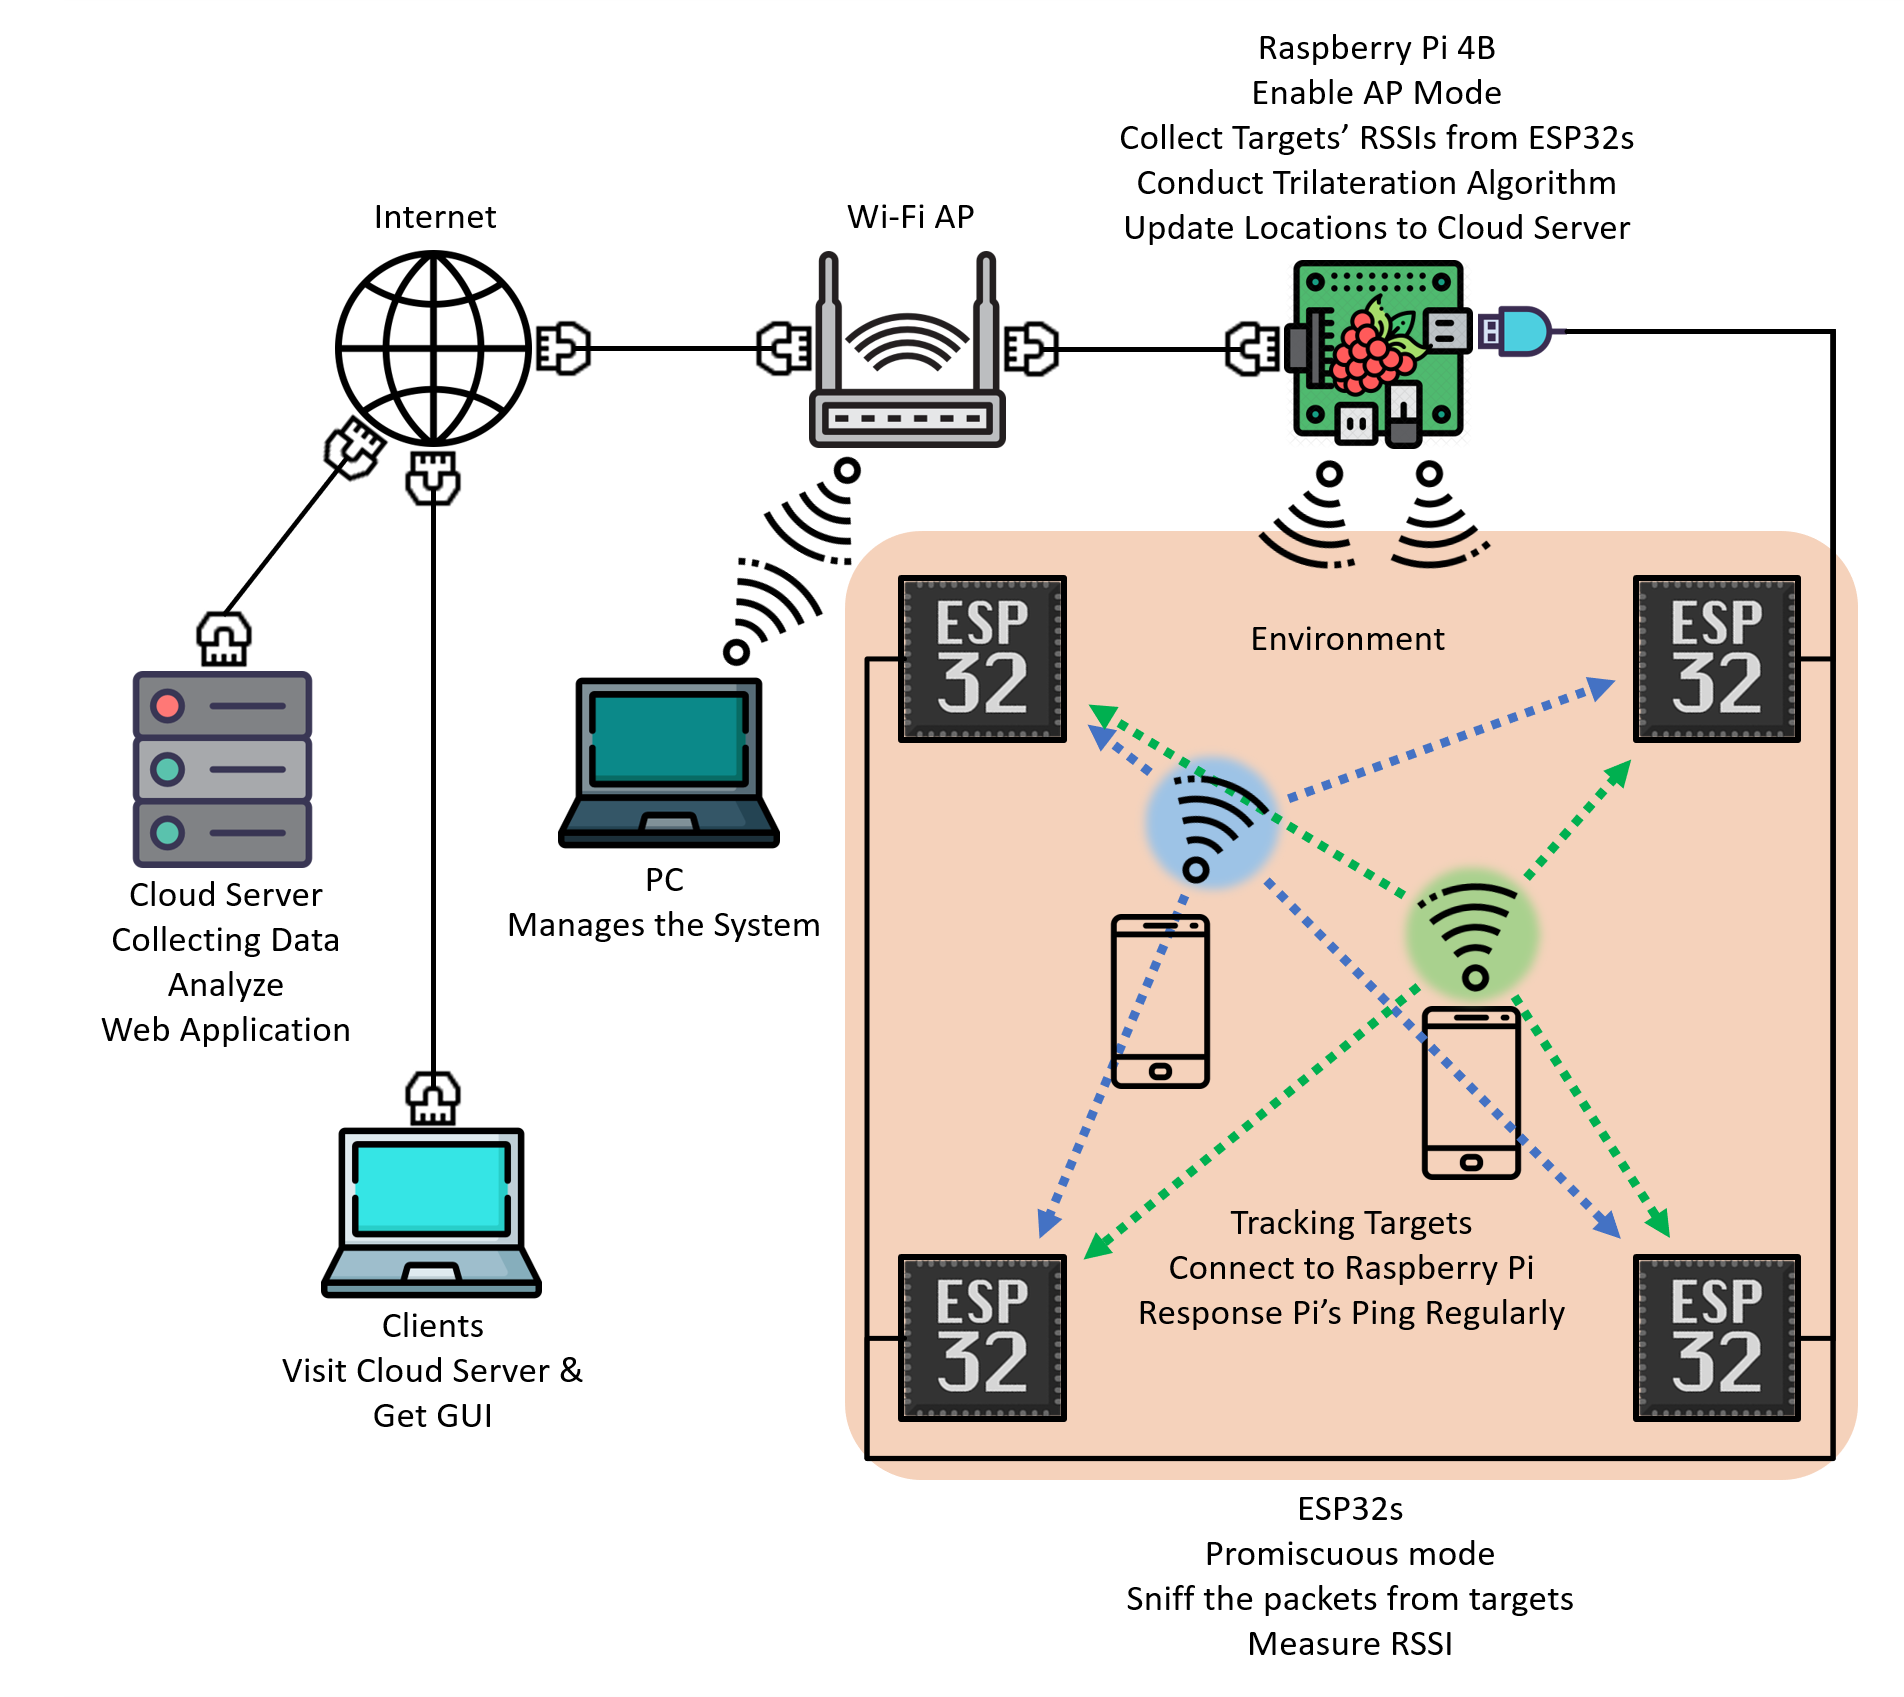 Raspberry Pi 4B
Enable AP Mode
Collect Targets’ RSSIs from ESP32s
Conduct Trilateration Algorithm
Update Locations to Cloud Server
Internet
Wi-Fi AP
ESP
32
Environment
ESP
32
PC
Manages the System
Cloud Server
Collecting Data
Analyze
Web Application
Tracking Targets
Connect to Raspberry Pi
Response Pi’s Ping Regularly
ESP
32
ESP
32
Clients
Visit Cloud Server &
Get GUI
ESP32s
Promiscuous mode
Sniff the packets from targets
Measure RSSI